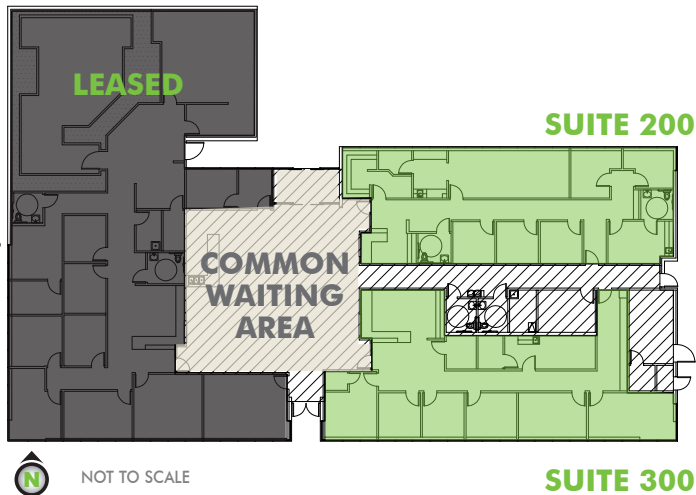 LEASED
SUITE 200
COMMON
WAITING
AREA
N
NOT TO SCALE
SUITE 300